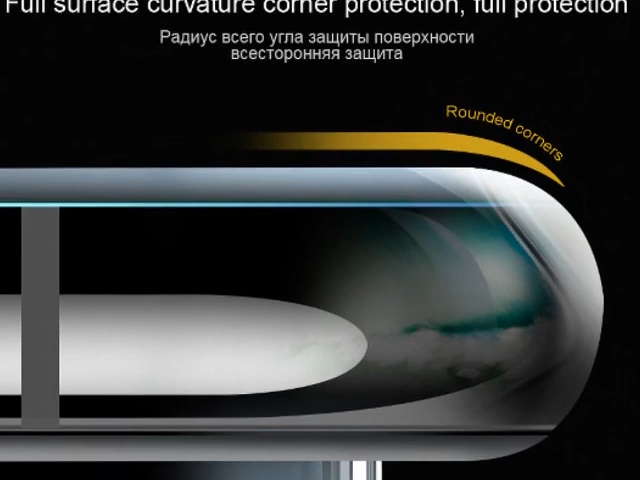 Full surface curvature corner protection, full protection
Радиус всего угла защиты поверхности
всесторонняя защита
Rounded corners